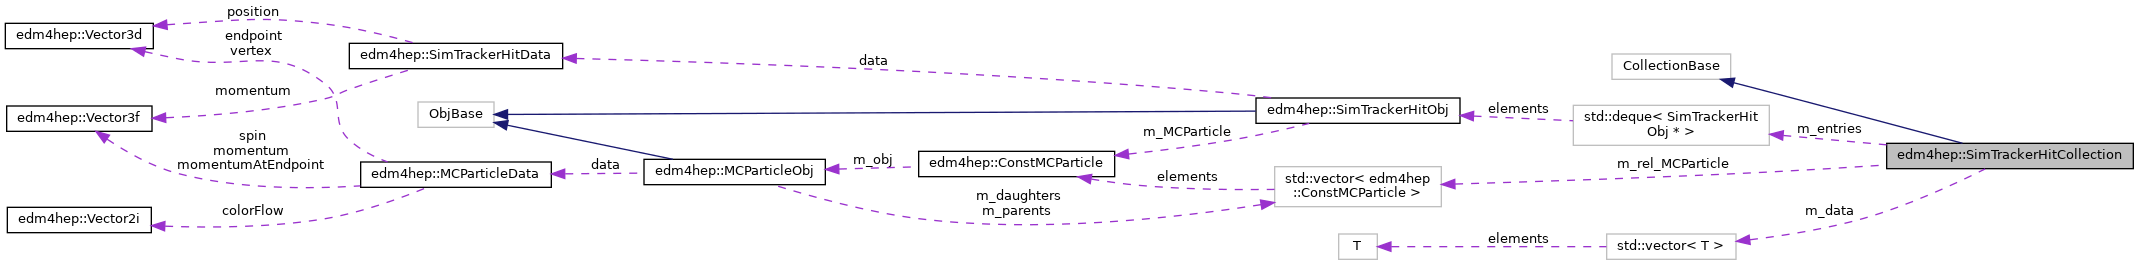 position
edm4hep::Vector3d
endpoint
vertex
edm4hep::SimTrackerHitData
data
momentum
edm4hep::Vector3f
spin
momentum
momentumAtEndpoint
edm4hep::MCParticleData
colorFlow
edm4hep::Vector2i
ObjBase
data
edm4hep::MCParticleObj
m_obj
edm4hep::ConstMCParticle
m_MCParticle
edm4hep::SimTrackerHitObj
elements
std::deque< SimTrackerHit
Obj * >
m_entries
CollectionBase
edm4hep::SimTrackerHitCollection
m_rel_MCParticle
elements
std::vector< edm4hep
::ConstMCParticle >
m_daughters
m_parents
m_data
T
elements
std::vector< T >